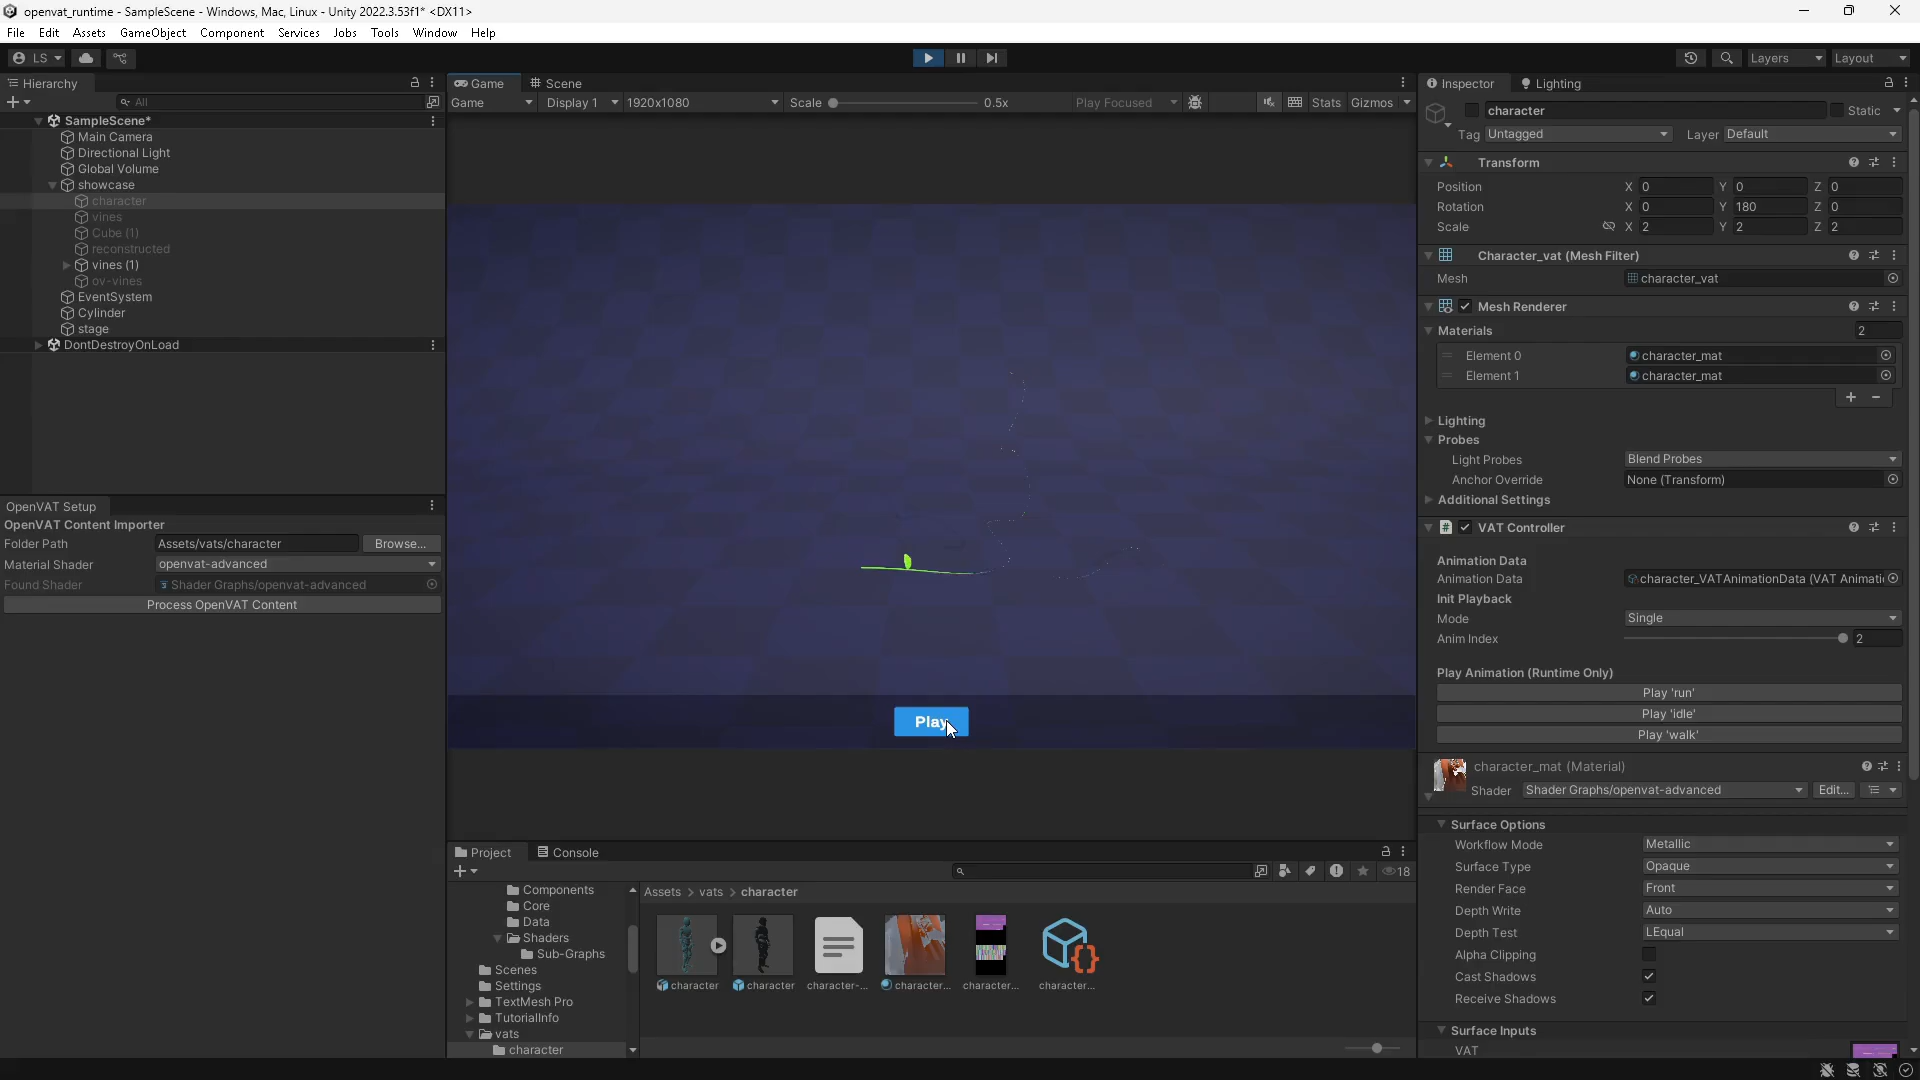 openvat_runtime - SampleScene - Windows, Mac, Linux - Unity 2022.3.53f1* <DX11>
File Edit Assets GameObject Component Services Jobs Tools Window Help
LS
Layers
Layout
Hierarchy
All
SampleScene*
Main Camera
Directional Light
Global Volume
showcase
character
vines
Cube (1)
reconstructed
vines (1)
ov-vines
EventSystem
Cylinder
stage
DontDestroyOnLoad
OpenVAT Setup
OpenVAT Content Importer
Folder Path Assets/vats/character Browse...
Material Shader openvat-advanced
Found Shader Shader Graphs/openvat-advanced
Process OpenVAT Content
Game Scene
Game Display 1 1920x1080 Scale 0.5x Play Focused Stats Gizmos
Play
Project Console
18
Components
Core
Data
Shaders
Sub-Graphs
Scenes
Settings
TextMesh Pro
TutorialInfo
vats
character
Assets > vats > character
character character character-... character... character... character...
Inspector Lighting
character Static
Tag Untagged Layer Default
Transform
Position X 0 Y 0 Z 0
Rotation X 0 Y 180 Z 0
Scale X 2 Y 2 Z 2
Character_vat (Mesh Filter)
Mesh character_vat
Mesh Renderer
Materials 2
Element 0 character_mat
Element 1 character_mat
Lighting
Probes
Light Probes Blend Probes
Anchor Override None (Transform)
Additional Settings
# VAT Controller
Animation Data
Animation Data character_VATAnimationData (VAT Animati
Init Playback
Mode Single
Anim Index 2
Play Animation (Runtime Only)
Play 'run'
Play 'idle'
Play 'walk'
character_mat (Material)
Shader Shader Graphs/openvat-advanced Edit...
Surface Options
Workflow Mode Metallic
Surface Type Opaque
Render Face Front
Depth Write Auto
Depth Test LEqual
Alpha Clipping
Cast Shadows
Receive Shadows
Surface Inputs
VAT